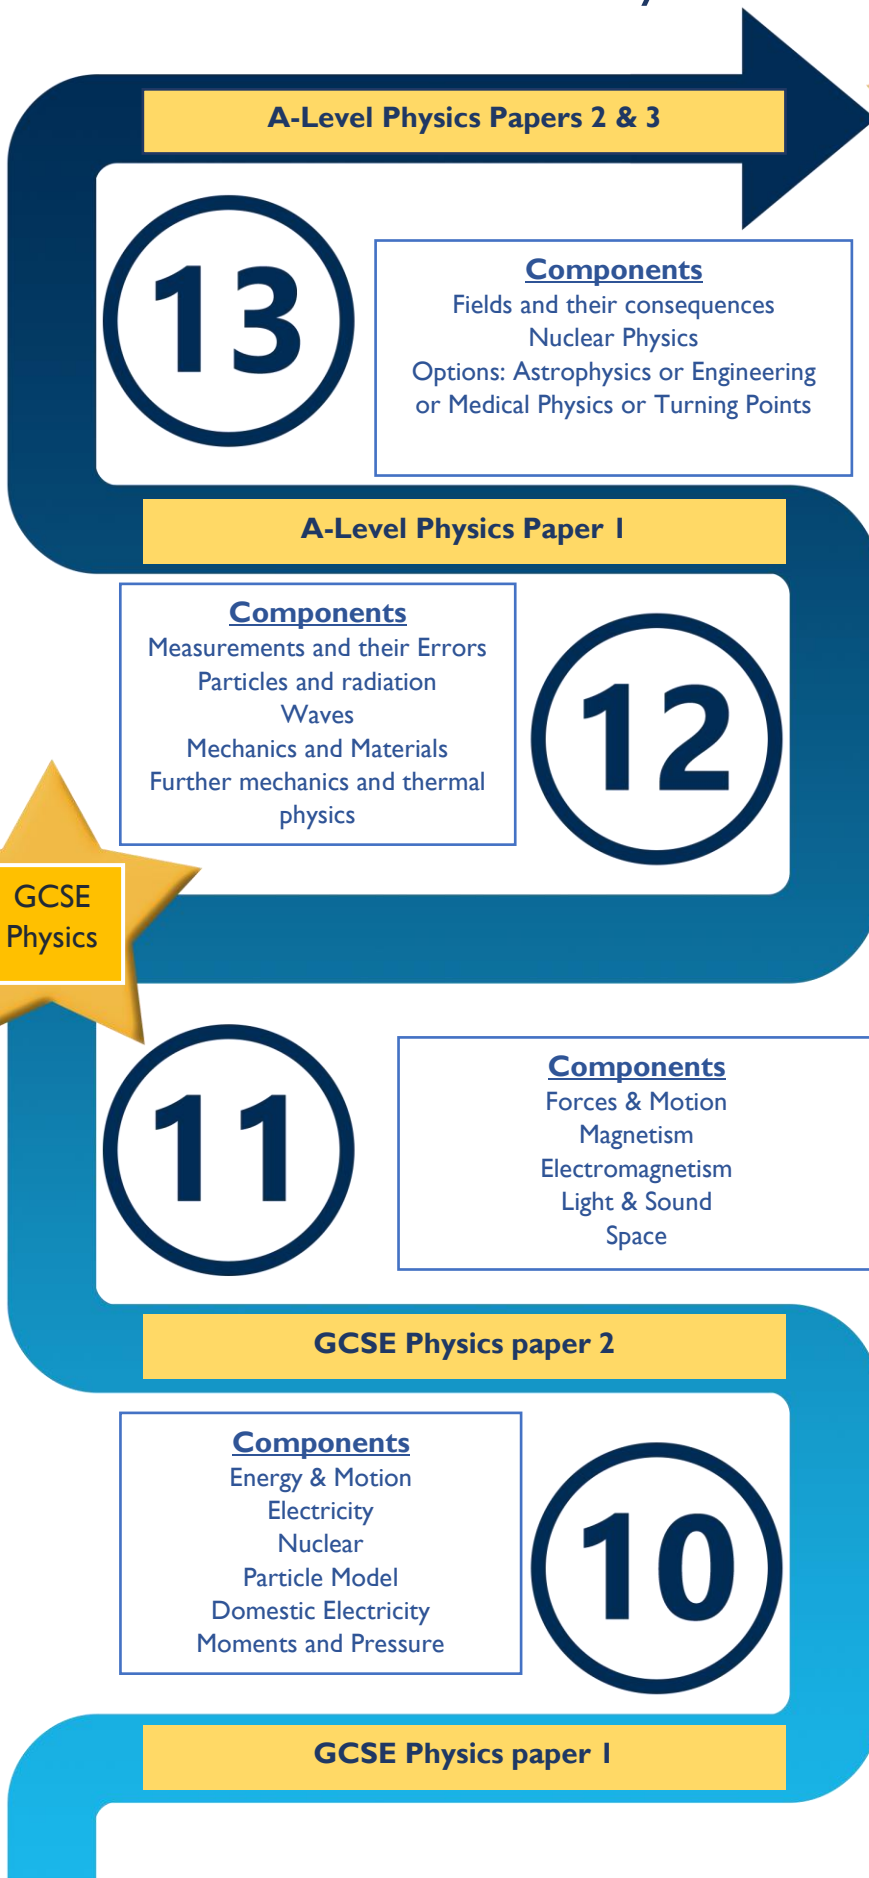 A-Level Physics Papers 2 & 3
13
Components
Fields and their consequences
Nuclear Physics
Options: Astrophysics or Engineering
or Medical Physics or Turning Points
A-Level Physics Paper 1
Components
Measurements and their Errors
Particles and radiation
Waves
Mechanics and Materials
Further mechanics and thermal
physics
12
GCSE
Physics
11
Components
Forces & Motion
Magnetism
Electromagnetism
Light & Sound
Space
GCSE Physics paper 2
Components
Energy & Motion
Electricity
Nuclear
Particle Model
Domestic Electricity
Moments and Pressure
10
GCSE Physics paper 1